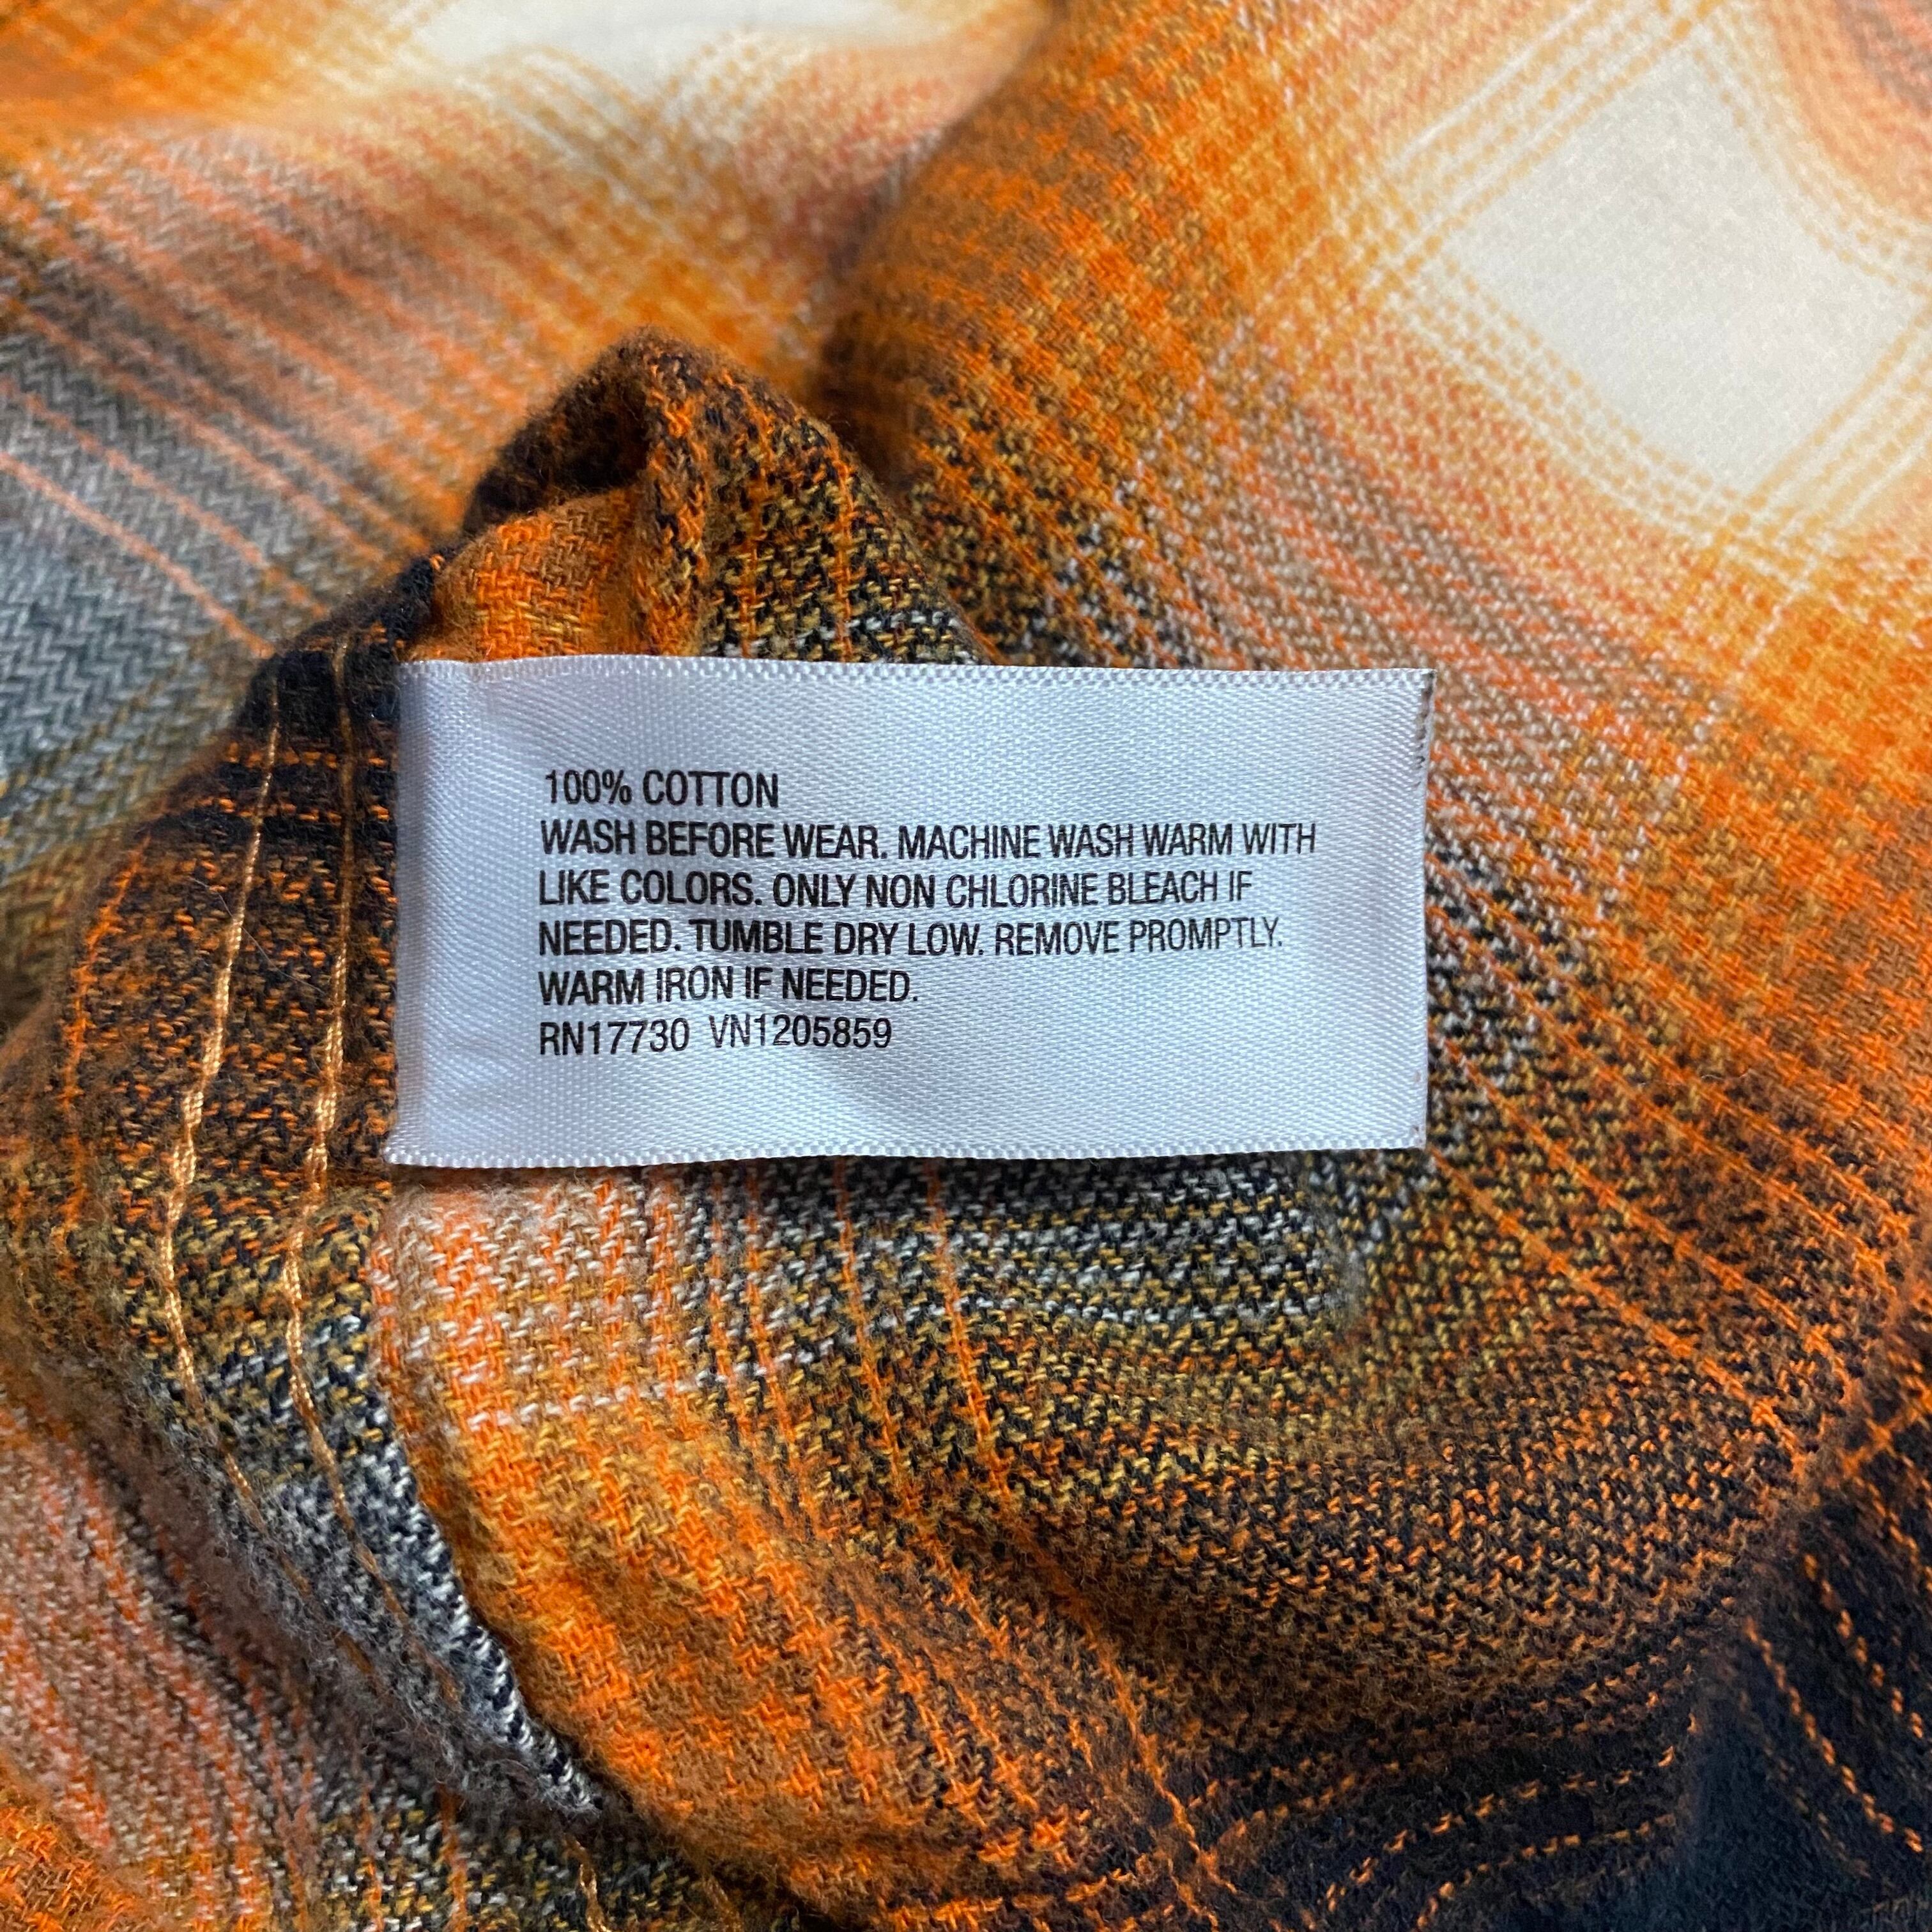 100% COTTON
WASH BEFORE WEAR. MACHINE WASH WARM WITH
LIKE COLORS. ONLY NON CHLORINE BLEACH IF
NEEDED. TUMBLE DRY LOW. REMOVE PROMPTLY.
WARM IRON IF NEEDED.
RN17730 VN1205859